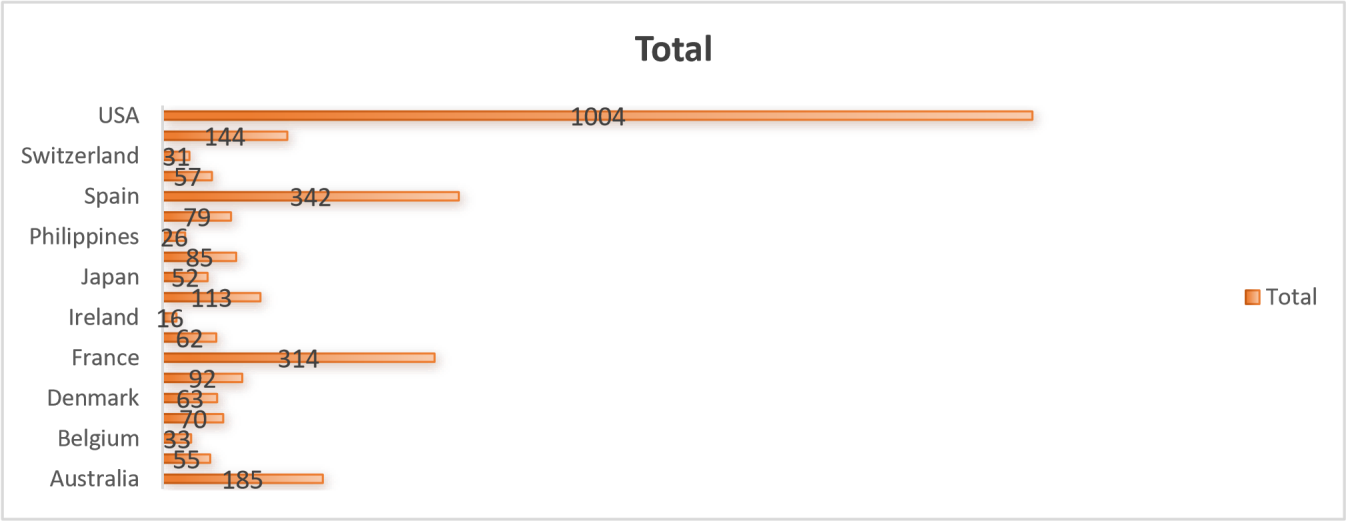 Total
USA 1004
144
Switzerland 31
57
Spain 342
79
Philippines 26
85
Japan 52
113
Ireland 16
62
France 314
92
Denmark 63
70
Belgium 33
55
Australia 185
Total